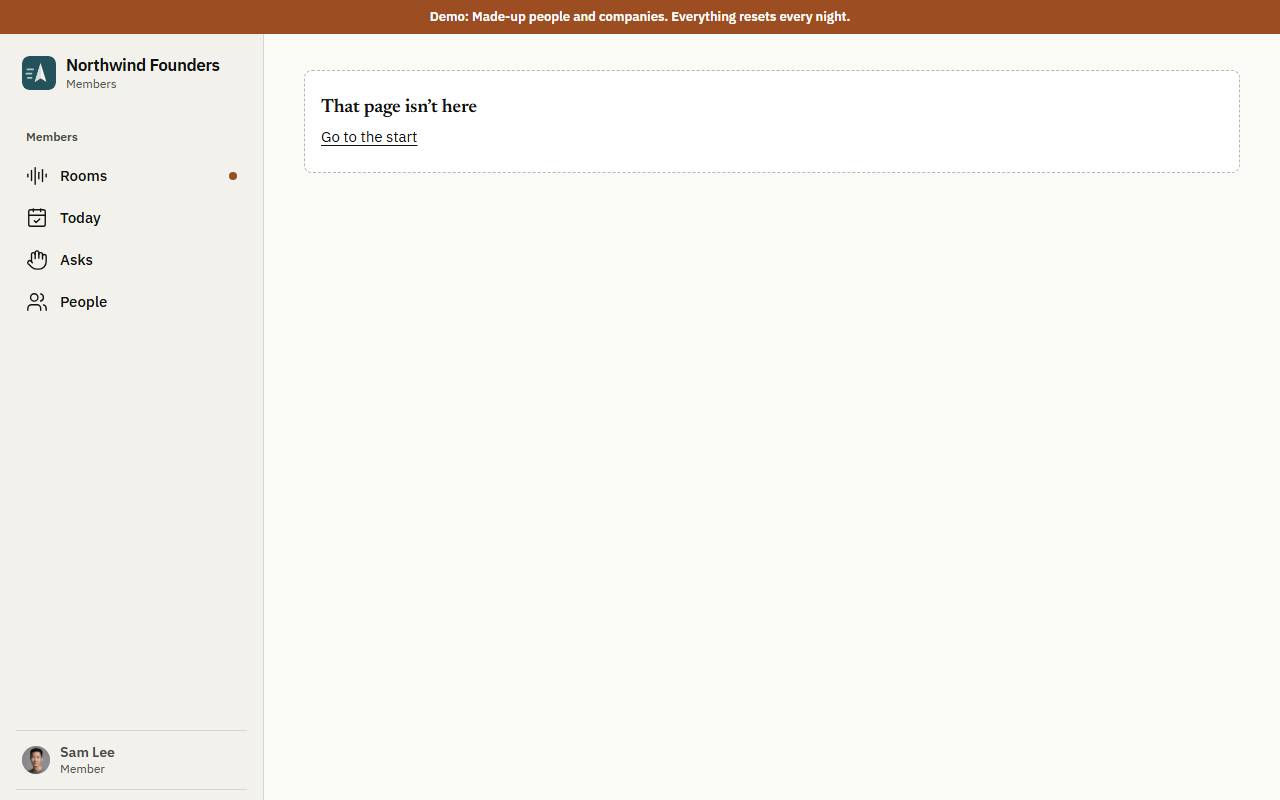 Demo: Made-up people and companies. Everything resets every night.
Northwind Founders
Members
Members
Rooms
Today
Asks
People
That page isn’t here
Go to the start
Sam Lee
Member